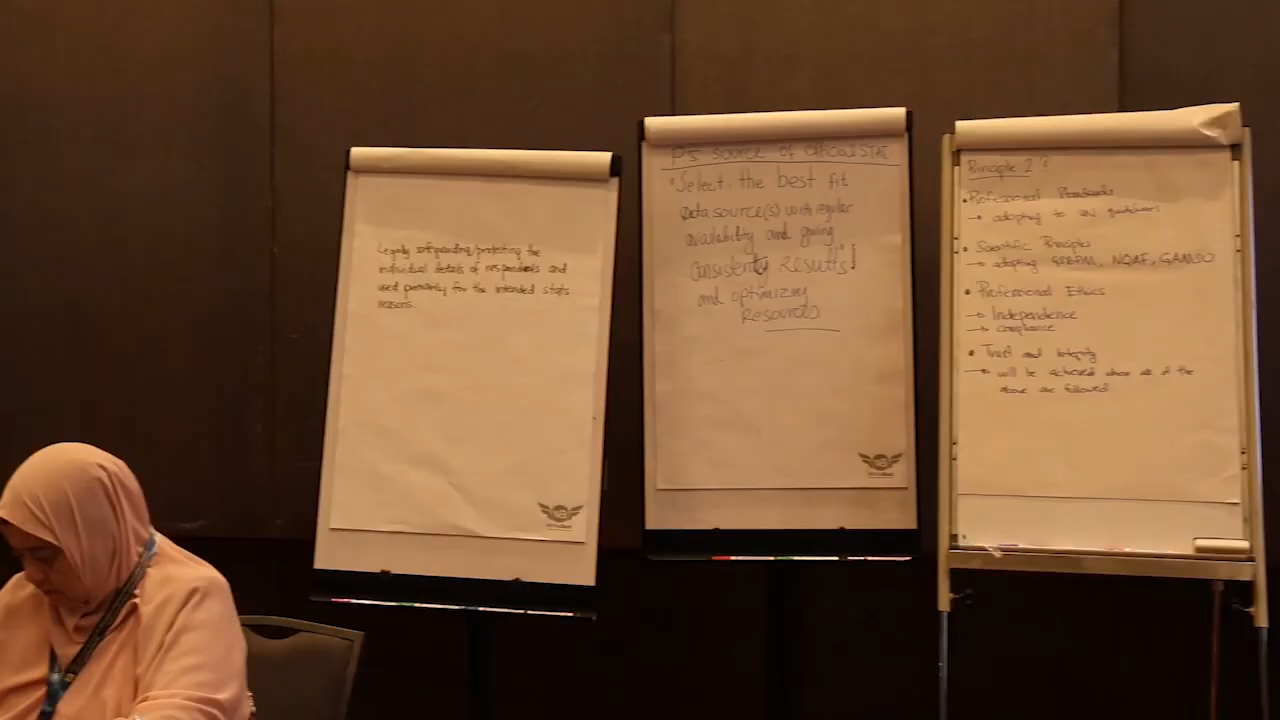 Legally safeguarding/protecting the
individual details of respondents and
used primarily for the intended stats
reasons.
P5 source of official STAT
• Select the best fit
data source(s) with regular
availability and giving
consistently Results!
and optimizing
Resources
Principle 2
• Professional Standards
→ adopting to UN guidelines
• Scientific Principles
→ adopting GSBPM, NQAF, GAMSO
• Professional Ethics
→ Independence
→ compliance
• Trust and Integrity
→ will be achieved when all of the
above are followed